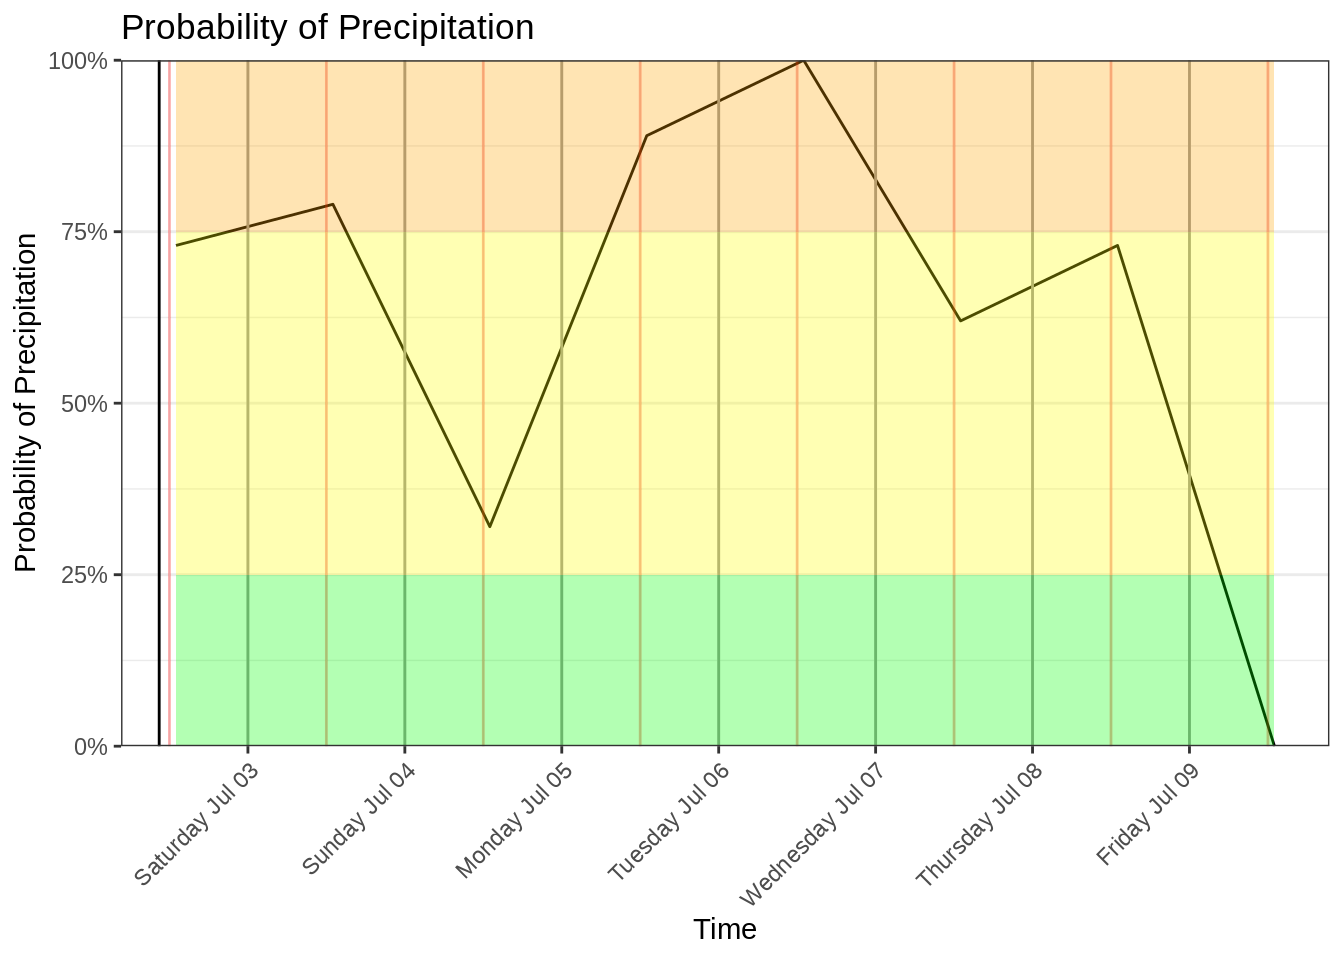 Probability of Precipitation
Probability of Precipitation
100%
75%
50%
25%
0%
Saturday Jul 03
Sunday Jul 04
Monday Jul 05
Tuesday Jul 06
Wednesday Jul 07
Thursday Jul 08
Friday Jul 09
Time